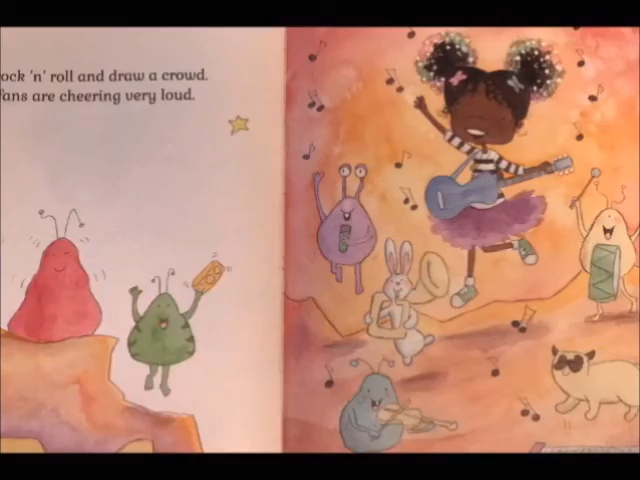 ock 'n' roll and draw a crowd.
fans are cheering very loud.